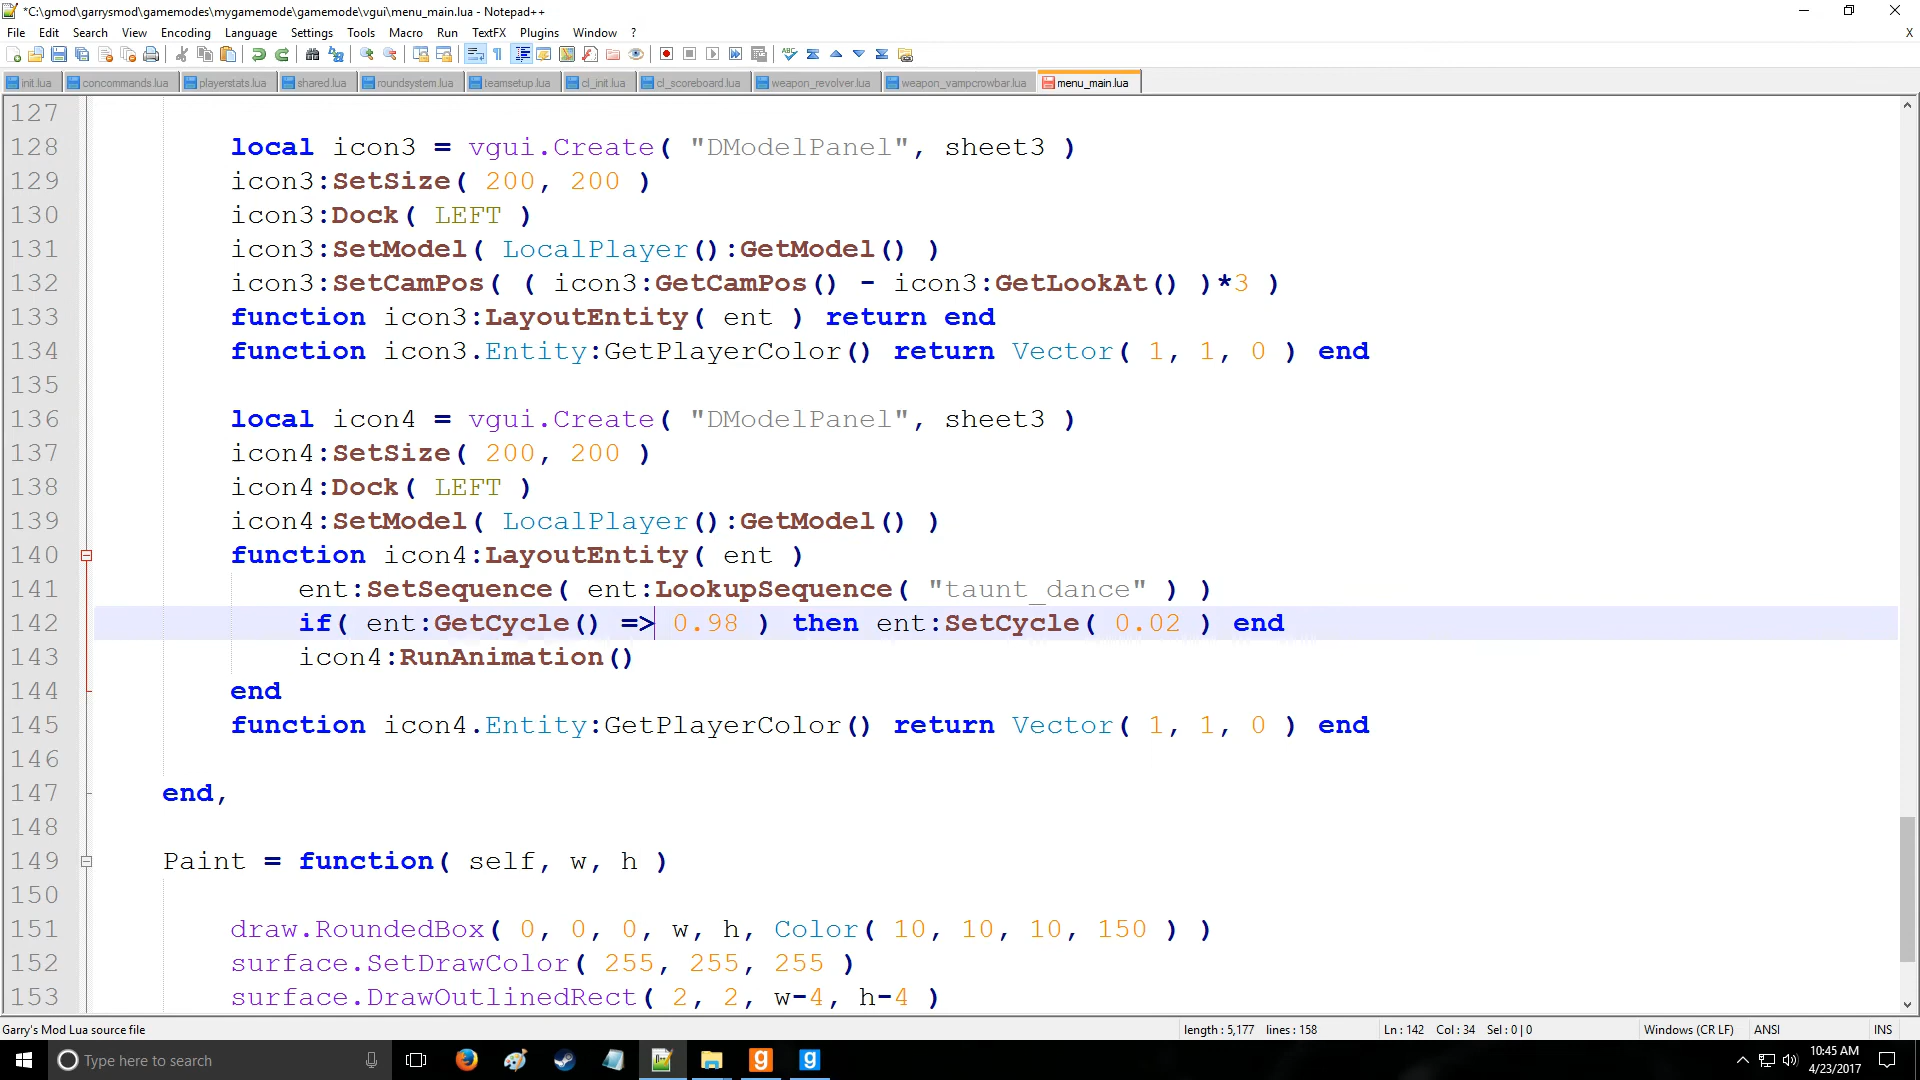 *C:\gmod\garrysmod\gamemodes\mygamemode\gamemode\vgui\menu_main.lua - Notepad++
File Edit Search View Encoding Language Settings Tools Macro Run TextFX Plugins Window ? X
init.lua concommands.lua playerstats.lua shared.lua roundsystem.lua teamsetup.lua cl_init.lua cl_scoreboard.lua weapon_revolver.lua weapon_vampcrowbar.lua menu_main.lua
127
128 local icon3 = vgui.Create( "DModelPanel", sheet3 )
129 icon3:SetSize( 200, 200 )
130 icon3:Dock( LEFT )
131 icon3:SetModel( LocalPlayer():GetModel() )
132 icon3:SetCamPos( ( icon3:GetCamPos() - icon3:GetLookAt() )*3 )
133 function icon3:LayoutEntity( ent ) return end
134 function icon3.Entity:GetPlayerColor() return Vector( 1, 1, 0 ) end
135
136 local icon4 = vgui.Create( "DModelPanel", sheet3 )
137 icon4:SetSize( 200, 200 )
138 icon4:Dock( LEFT )
139 icon4:SetModel( LocalPlayer():GetModel() )
140 function icon4:LayoutEntity( ent )
141 ent:SetSequence( ent:LookupSequence( "taunt_dance" ) )
142 if( ent:GetCycle() => 0.98 ) then ent:SetCycle( 0.02 ) end
143 icon4:RunAnimation()
144 end
145 function icon4.Entity:GetPlayerColor() return Vector( 1, 1, 0 ) end
146
147 end,
148
149 Paint = function( self, w, h )
150
151 draw.RoundedBox( 0, 0, 0, w, h, Color( 10, 10, 10, 150 ) )
152 surface.SetDrawColor( 255, 255, 255 )
153 surface.DrawOutlinedRect( 2, 2, w-4, h-4 )
Garry's Mod Lua source file length : 5,177 lines : 158 Ln : 142 Col : 34 Sel : 0 | 0 Windows (CR LF) ANSI INS
Type here to search
10:45 AM
4/23/2017